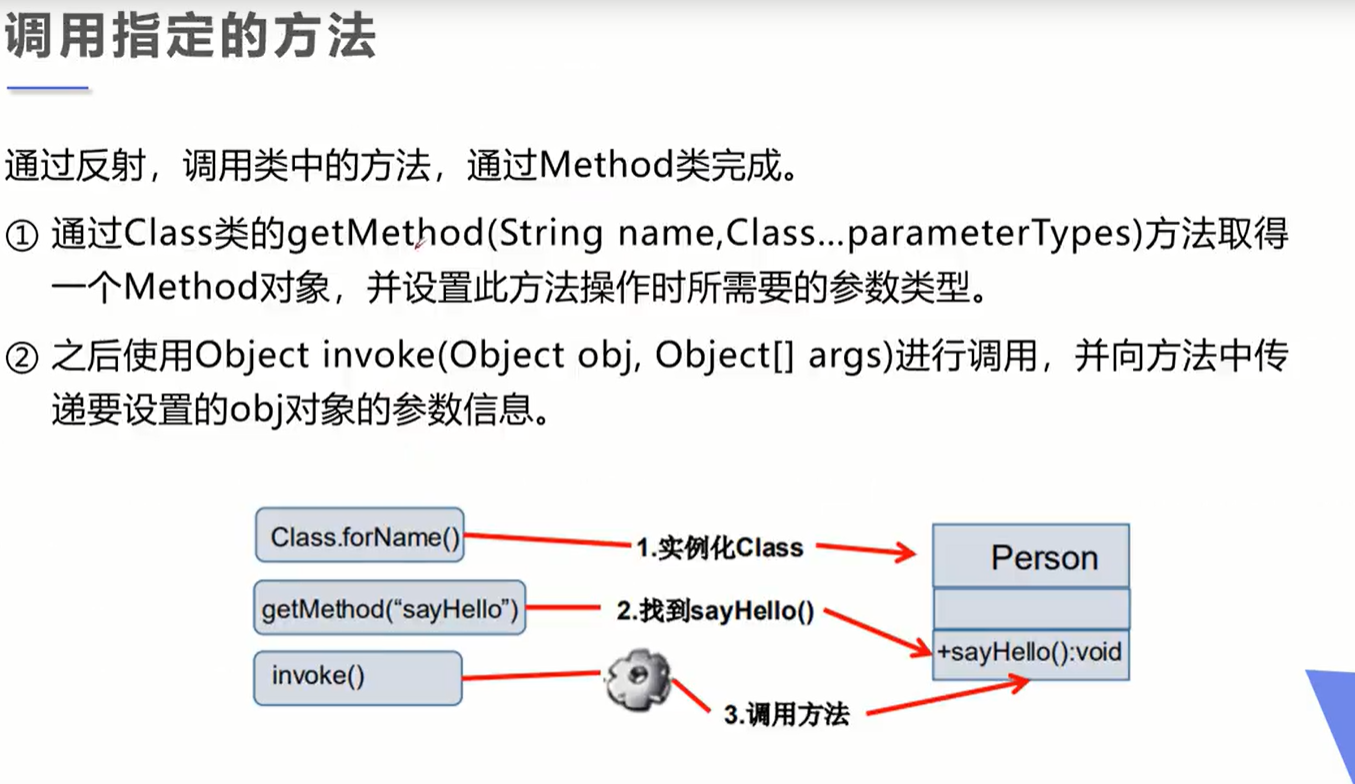 调用指定的方法
通过反射，调用类中的方法，通过Method类完成。
① 通过Class类的getMethod(String name,Class...parameterTypes)方法取得
一个Method对象，并设置此方法操作时所需要的参数类型。
② 之后使用Object invoke(Object obj, Object[] args)进行调用，并向方法中传
递要设置的obj对象的参数信息。
Class.forName()
1.实例化Class
Person
getMethod(“sayHello”)
2.找到sayHello()
+sayHello():void
invoke()
3.调用方法